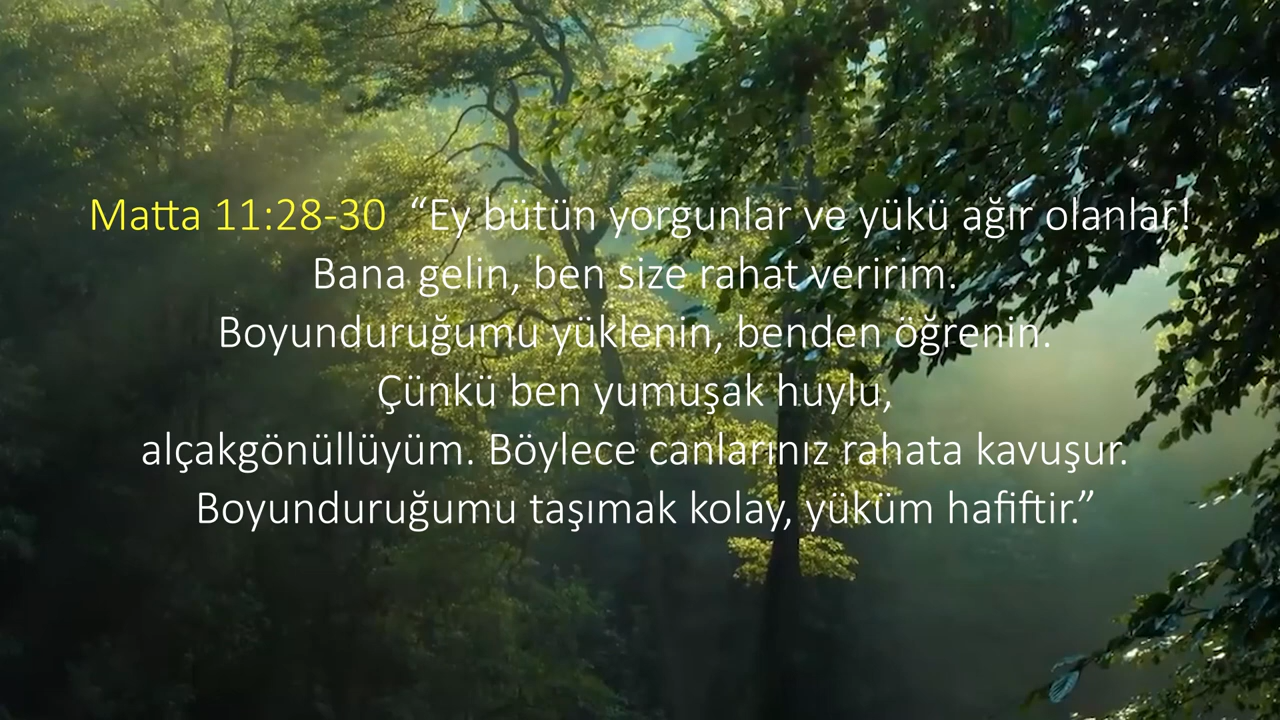 Matta 11:28-30 “Ey bütün yorgunlar ve yükü ağır olanlar!
Bana gelin, ben size rahat veririm.
Boyunduruğumu yüklenin, benden öğrenin.
Çünkü ben yumuşak huylu,
alçakgönüllüyüm. Böylece canlarınız rahata kavuşur.
Boyunduruğumu taşımak kolay, yüküm hafiftir.”